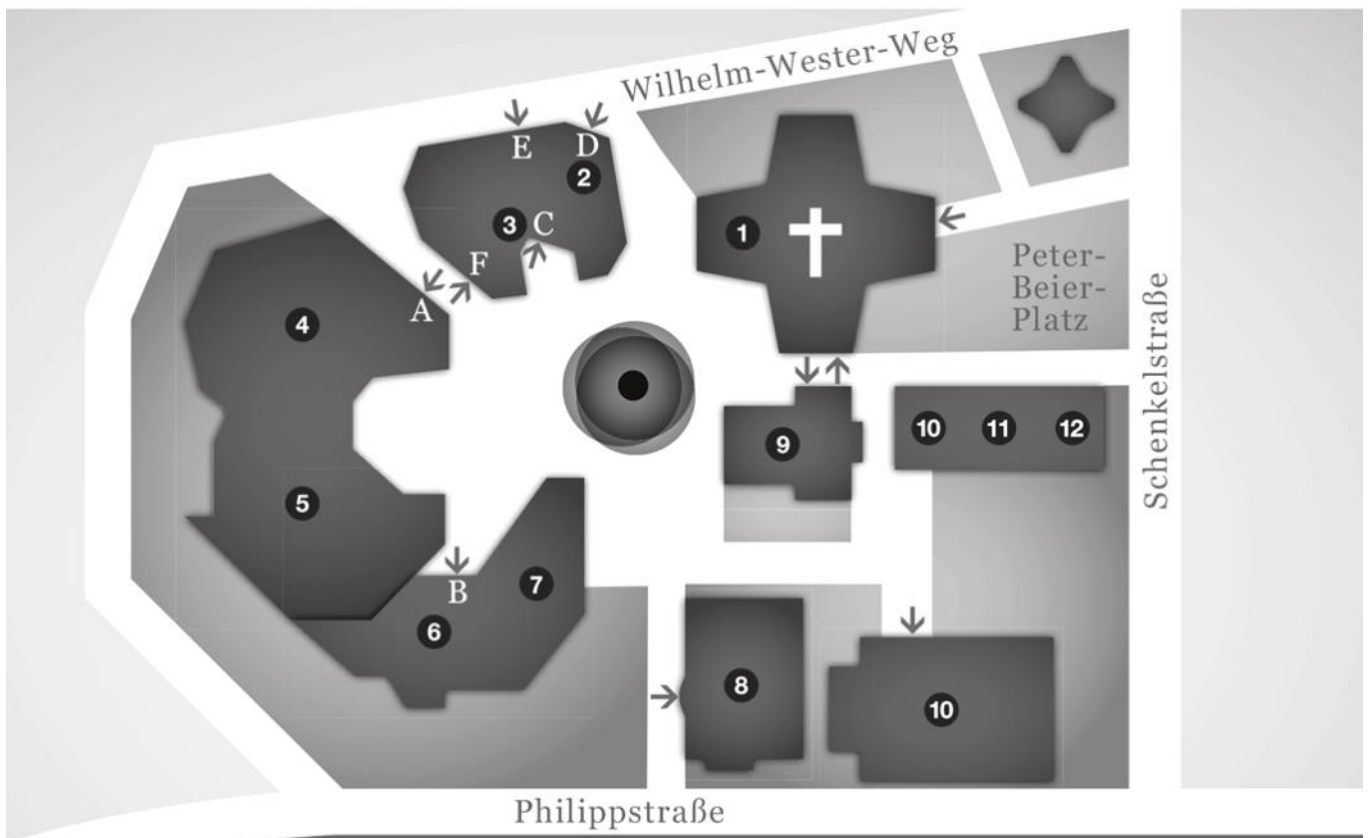 Wilhelm-Wester-Weg
E
D
2
3
C
1
F
A
Peter-
Beier-
Platz
4
Schenkelstraße
9
10
11
12
5
B
7
6
8
10
Philippstraße